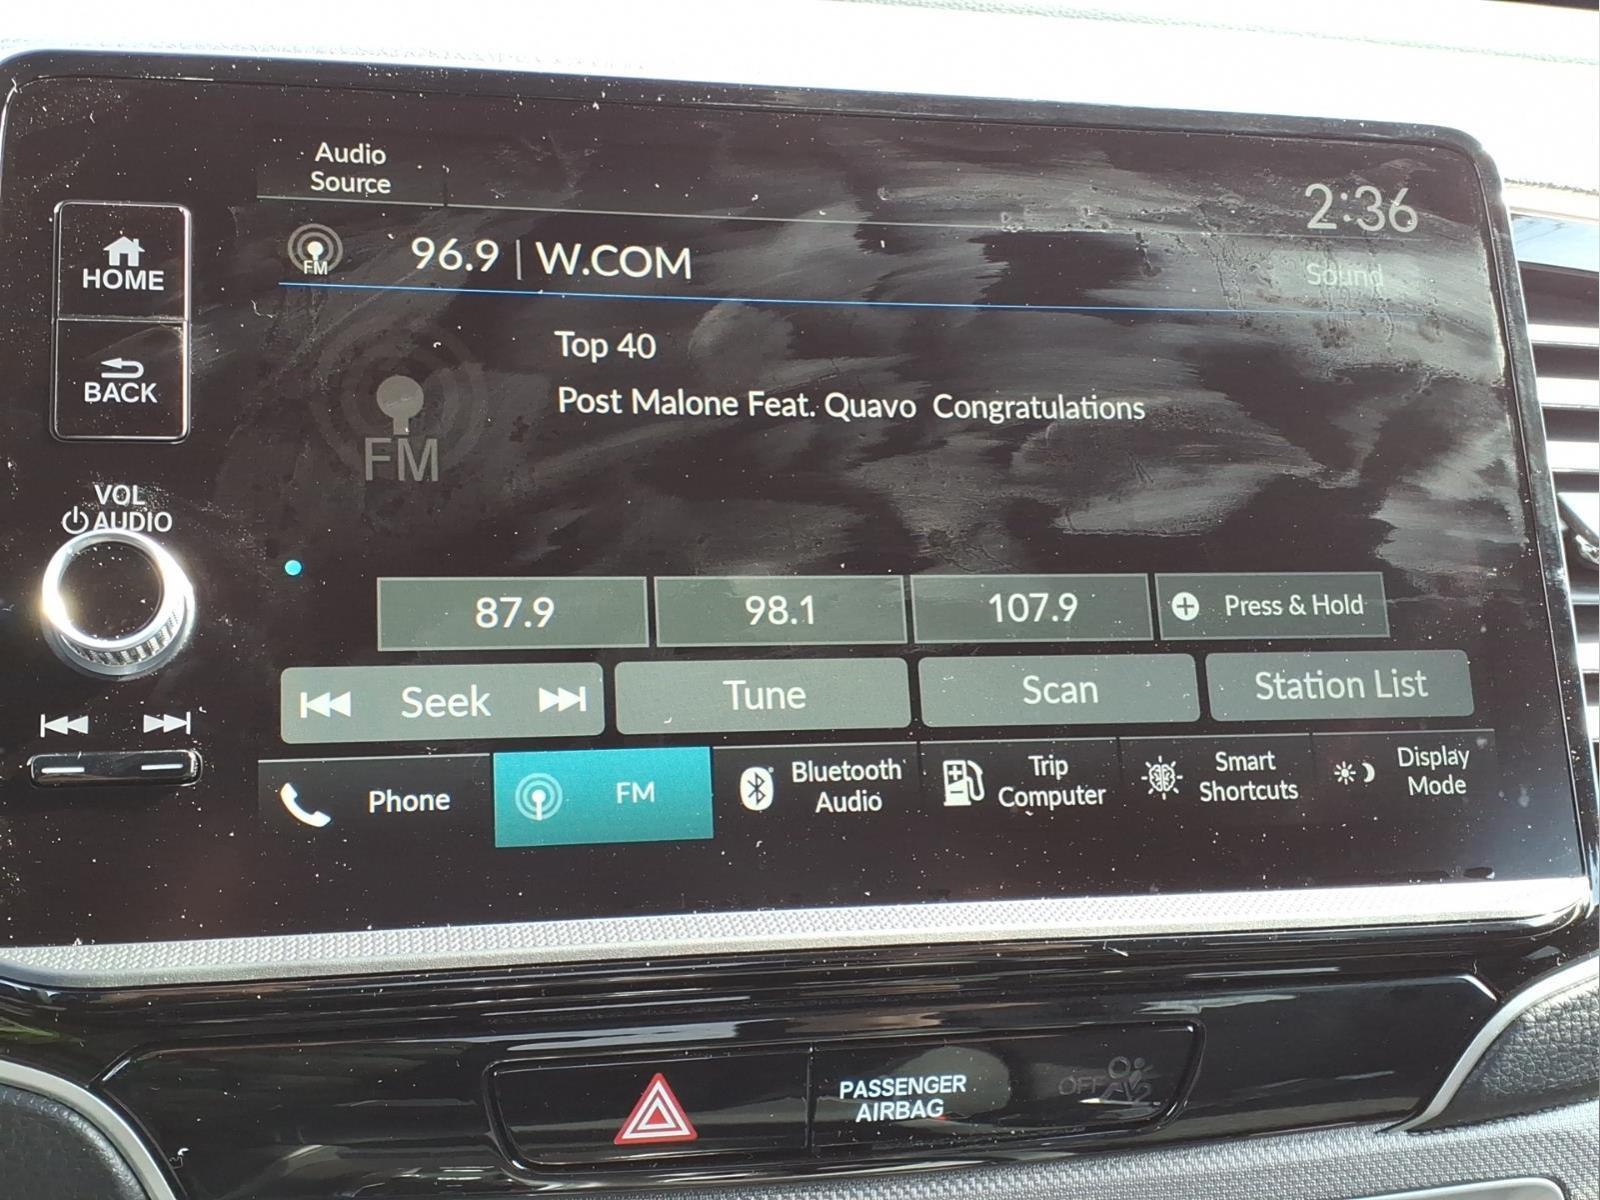 Audio
Source
2:36
FM
96.9 | W.COM
Sound
HOME
Top 40
BACK
Post Malone Feat. Quavo Congratulations
FM
VOL
AUDIO
87.9
98.1
107.9
Press & Hold
Seek
Tune
Scan
Station List
Phone
FM
Bluetooth
Audio
Trip
Computer
Smart
Shortcuts
Display
Mode
PASSENGER
AIRBAG
OFF
2